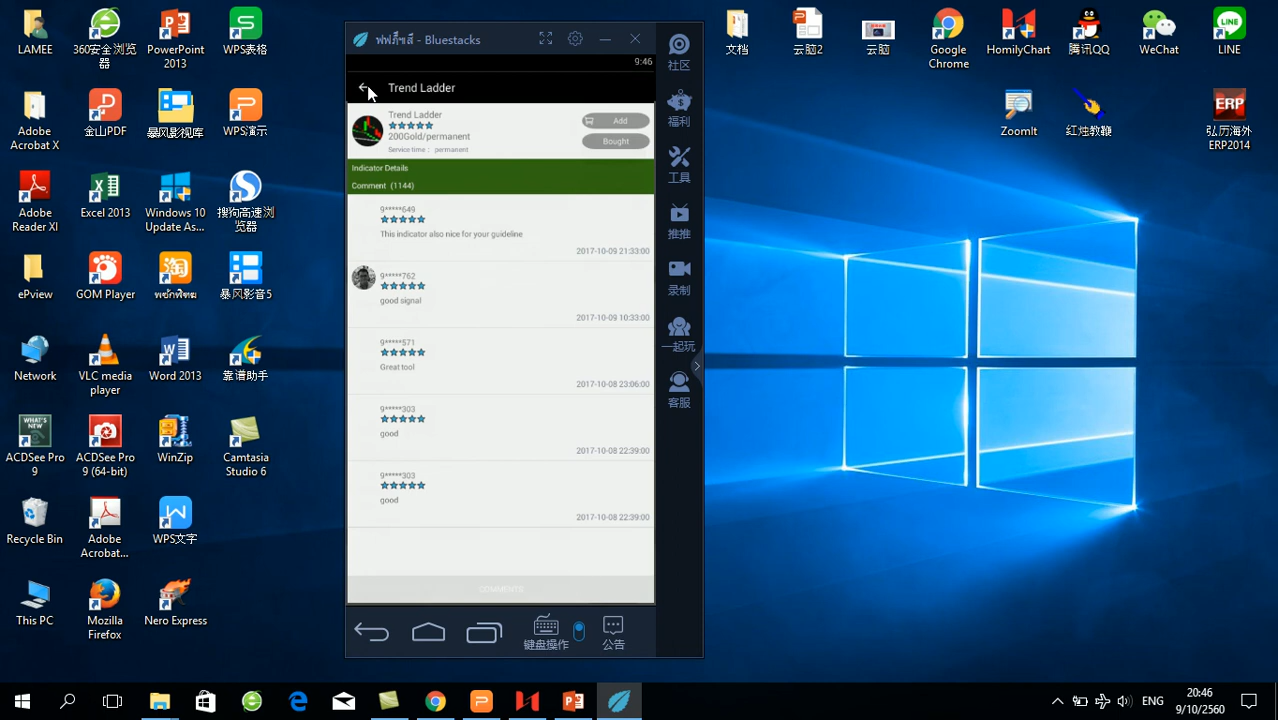 LAMEE
360安全浏览器
PowerPoint 2013
WPS表格
Adobe Acrobat X
金山PDF
暴风影视库
WPS演示
Adobe Reader XI
Excel 2013
Windows 10 Update As...
搜狗高速浏览器
ePview
GOM Player
暴风影音5
Network
VLC media player
Word 2013
靠谱助手
WHAT'S NEW
ACDSee Pro 9
ACDSee Pro 9 (64-bit)
WinZip
Camtasia Studio 6
Recycle Bin
Adobe Acrobat...
WPS文字
This PC
Mozilla Firefox
Nero Express
- Bluestacks
9:46
Trend Ladder
Trend Ladder
200Gold/permanent
Service time : permanent
Add
Bought
Indicator Details
Comment (1144)
9*****649
This indicator also nice for your guideline
2017-10-09 21:33:00
9*****762
good signal
2017-10-09 10:33:00
9*****571
Great tool
2017-10-08 23:06:00
9*****303
good
2017-10-08 22:39:00
9*****303
good
2017-10-08 22:39:00
COMMENTS
键盘操作
公告
社区
福利
工具
推推
录制
一起玩
客服
文档
云脑2
云脑
Google Chrome
HomilyChart
腾讯QQ
WeChat
LINE
LINE
ZoomIt
红烛教鞭
ERP
弘历海外ERP2014
ENG
20:46
9/10/2560